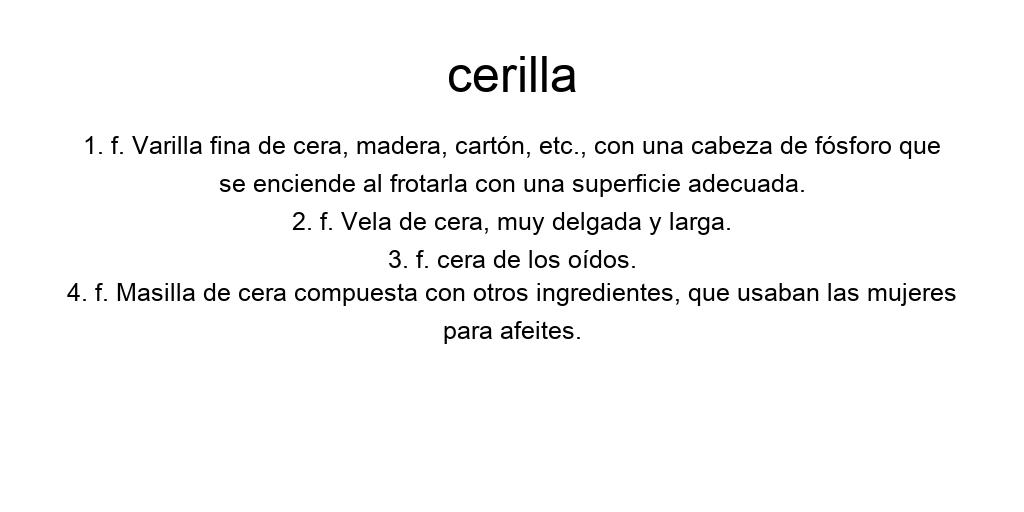 cerilla
1. f. Varilla fina de cera, madera, cartón, etc., con una cabeza de fósforo que
se enciende al frotarla con una superficie adecuada.
2. f. Vela de cera, muy delgada y larga.
3. f. cera de los oídos.
4. f. Masilla de cera compuesta con otros ingredientes, que usaban las mujeres
para afeites.